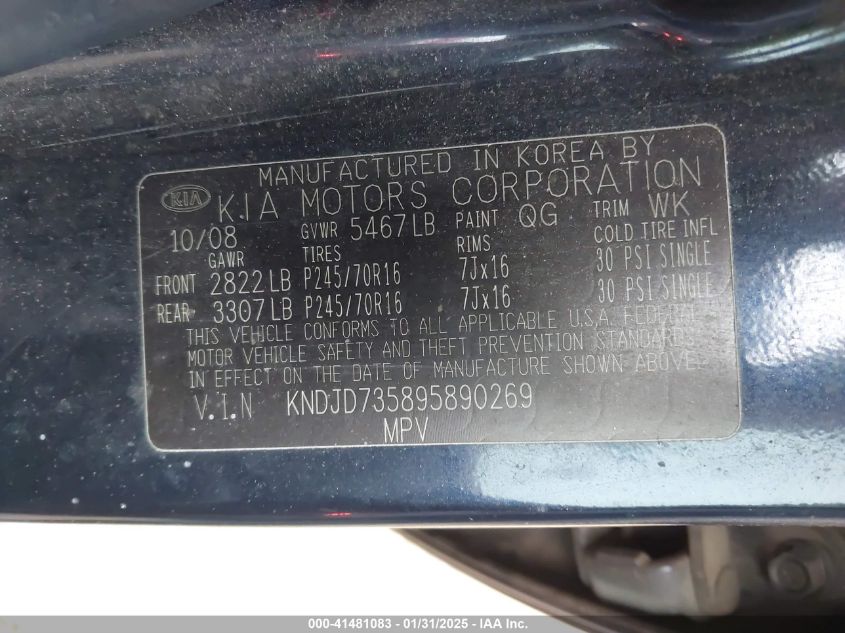 MANUFACTURED IN KOREA BY
KIA KIA MOTORS CORPORATION
10/08 GVWR 5467LB PAINT QG TRIM WK
GAWR TIRES RIMS COLD TIRE INFL
FRONT 2822LB P245/70R16 7Jx16 30 PSI SINGLE
REAR 3307LB P245/70R16 7Jx16 30 PSI SINGLE
THIS VEHICLE CONFORMS TO ALL APPLICABLE U.S.A. FEDERAL
MOTOR VEHICLE SAFETY AND THEFT PREVENTION STANDARDS
IN EFFECT ON THE DATE OF MANUFACTURE SHOWN ABOVE.
V.I.N KNDJD735895890269
MPV
000-41481083 - 01/31/2025 - IAA Inc.